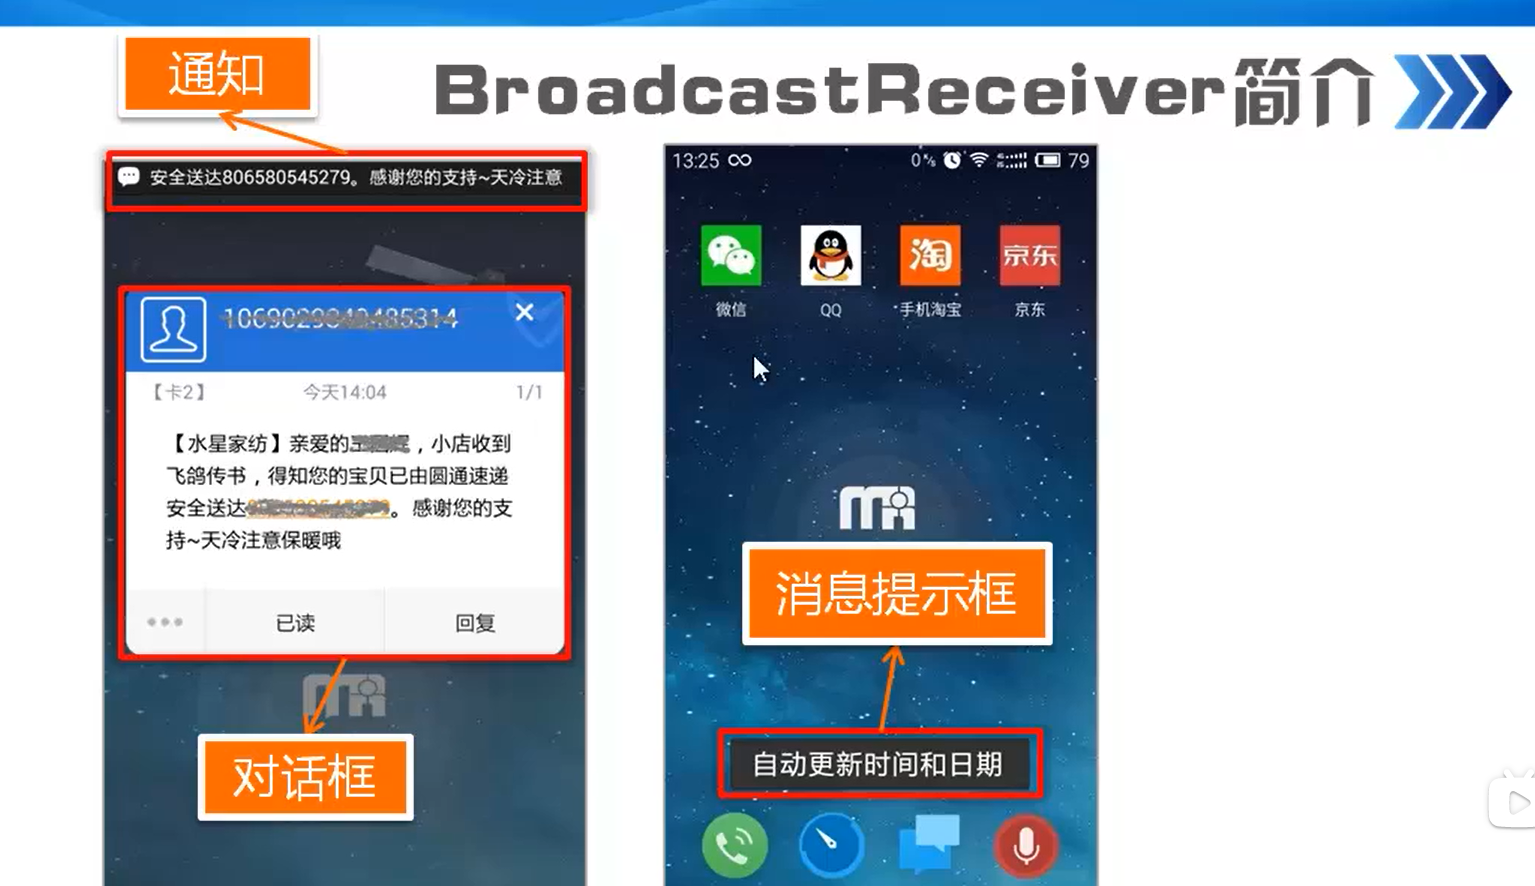 通知
BroadcastReceiver简介
安全送达806580545279。感谢您的支持~天冷注意
【卡2】 今天14:04 1/1
【水星家纺】亲爱的，小店收到
飞鸽传书，得知您的宝贝已由圆通速递
安全送达。感谢您的支
持~天冷注意保暖哦
已读 回复
对话框
13:25 0% 79
淘 京东
微信 QQ 手机淘宝 京东
消息提示框
自动更新时间和日期